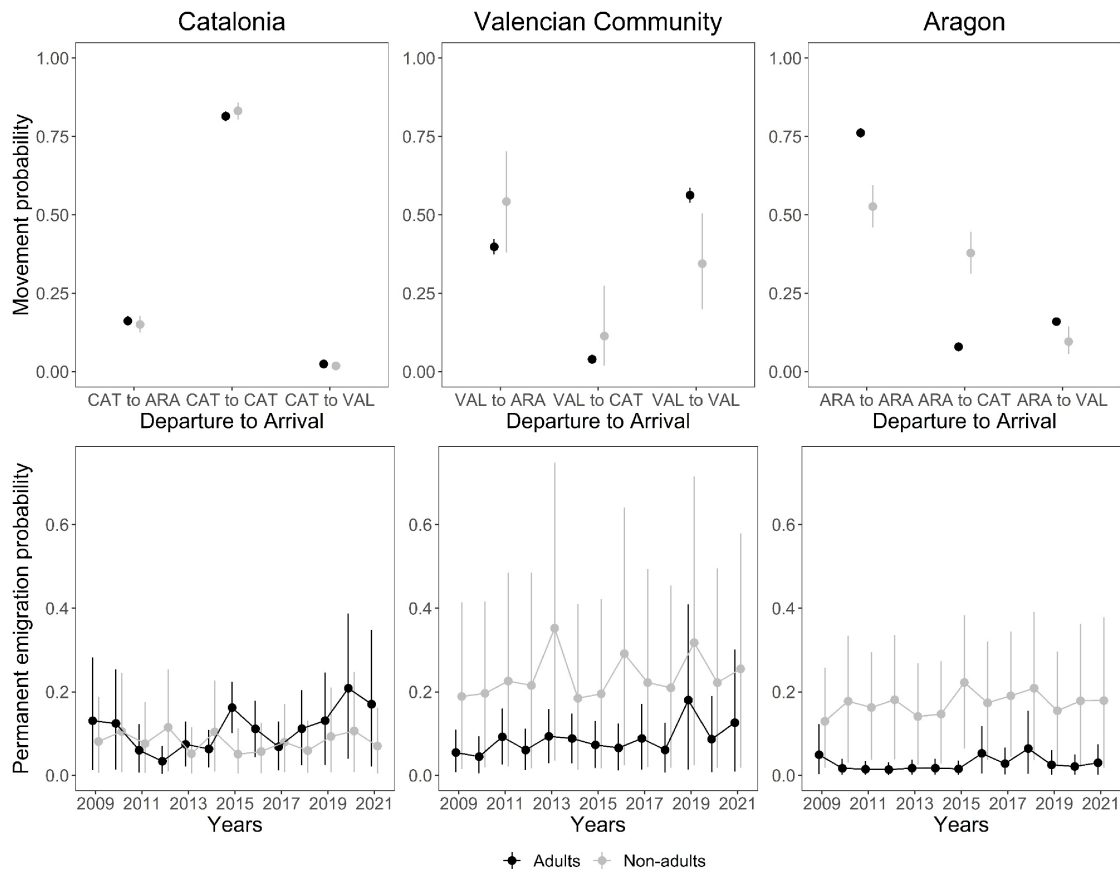 Catalonia
Valencian Community
Aragon
Movement probability
1.00
0.75
0.50
0.25
0.00
CAT to ARA CAT to CAT CAT to VAL
Departure to Arrival
1.00
0.75
0.50
0.25
0.00
VAL to ARA VAL to CAT VAL to VAL
Departure to Arrival
1.00
0.75
0.50
0.25
0.00
ARA to ARA ARA to CAT ARA to VAL
Departure to Arrival
Permanent emigration probability
0.6
0.4
0.2
0.0
2009 2011 2013 2015 2017 2019 2021
Years
0.6
0.4
0.2
0.0
2009 2011 2013 2015 2017 2019 2021
Years
0.6
0.4
0.2
0.0
2009 2011 2013 2015 2017 2019 2021
Years
Adults Non-adults